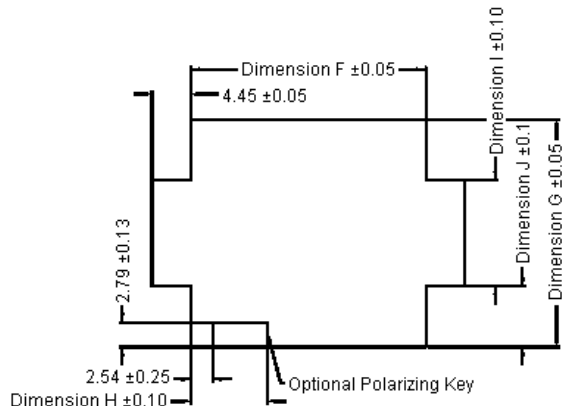 Dimension F ±0.05
4.45 ±0.05
Dimension I ±0.10
Dimension J ±0.1
Dimension G ±0.05
2.79 ±0.13
2.54 ±0.25
Optional Polarizing Key
Dimension H ±0.10